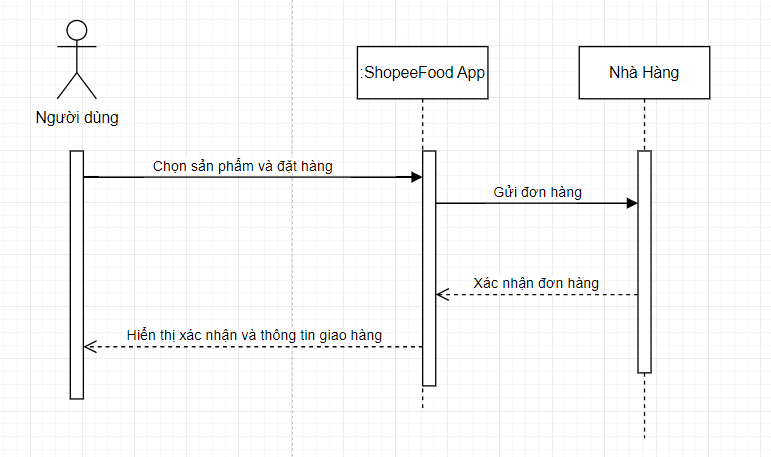 :ShopeeFood App
Nhà Hàng
Người dùng
Chọn sản phẩm và đặt hàng
Gửi đơn hàng
Xác nhận đơn hàng
Hiển thị xác nhận và thông tin giao hàng